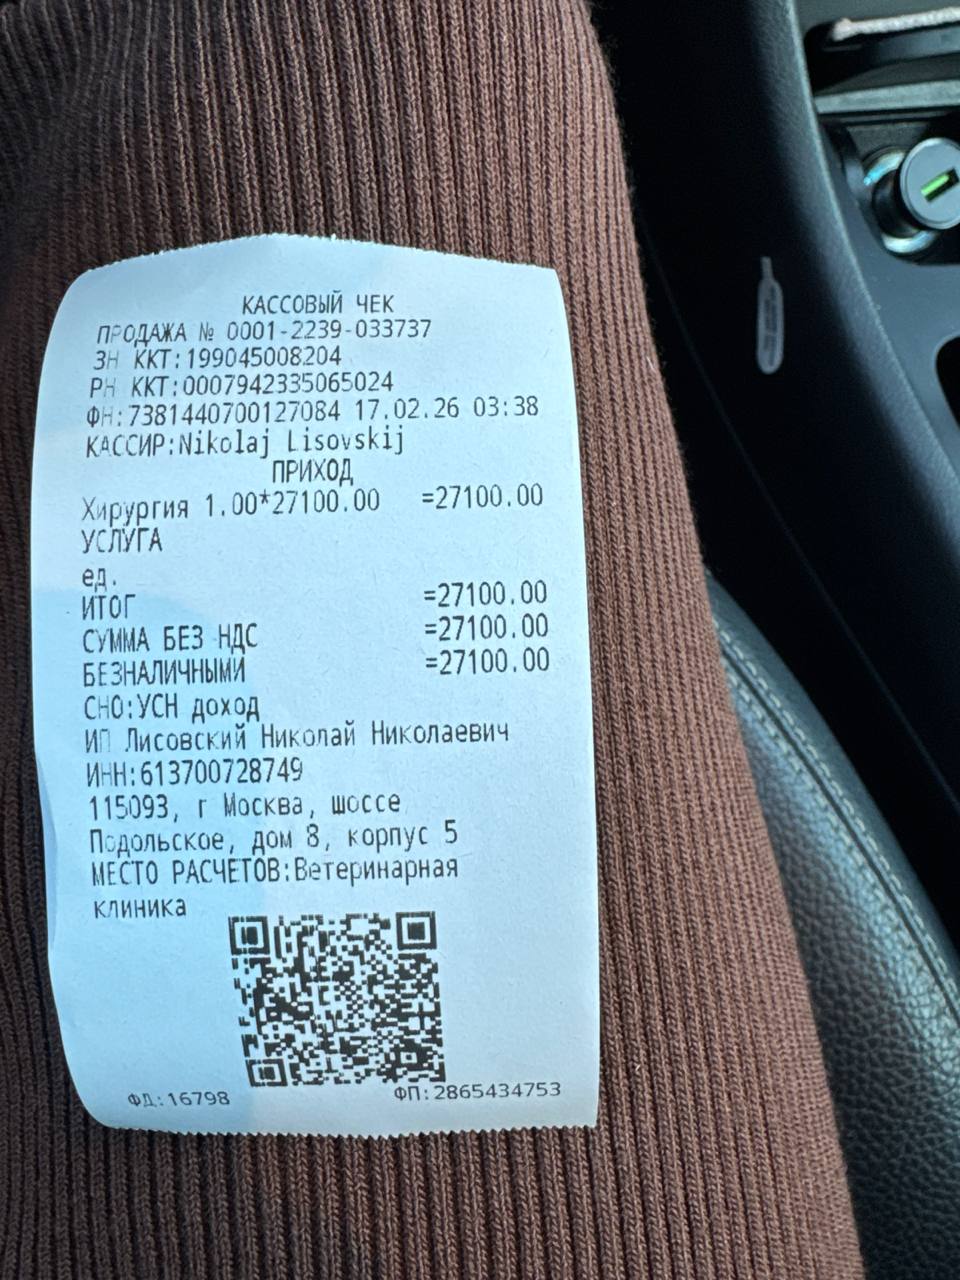 КАССОВЫЙ ЧЕК
ПРОДАЖА № 0001-2239-033737
ЗН ККТ:199045008204
РН ККТ:0007942335065024
ФН:7381440700127084 17.02.26 03:38
КАССИР:Nikolaj Lisovskij
ПРИХОД
Хирургия 1.00*27100.00 =27100.00
УСЛУГА
ед.
ИТОГ =27100.00
СУММА БЕЗ НДС =27100.00
БЕЗНАЛИЧНЫМИ =27100.00
СНО:УСН доход
ИП Лисовский Николай Николаевич
ИНН:613700728749
115093, г Москва, шоссе
Подольское, дом 8, корпус 5
МЕСТО РАСЧЕТОВ:Ветеринарная
клиника
ФД:16798 ФП:2865434753